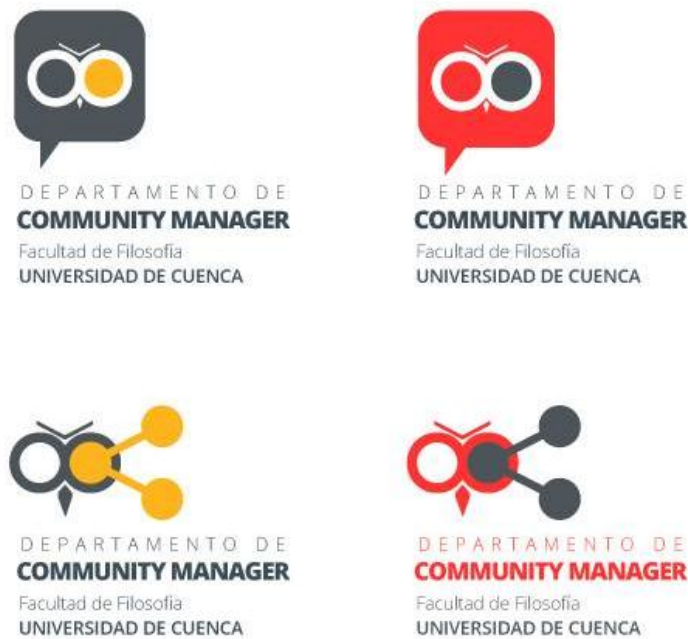 DEPARTAMENTO DE
COMMUNITY MANAGER
Facultad de Filosofía
UNIVERSIDAD DE CUENCA
DEPARTAMENTO DE
COMMUNITY MANAGER
Facultad de Filosofía
UNIVERSIDAD DE CUENCA
DEPARTAMENTO DE
COMMUNITY MANAGER
Facultad de Filosofía
UNIVERSIDAD DE CUENCA
DEPARTAMENTO DE
COMMUNITY MANAGER
Facultad de Filosofía
UNIVERSIDAD DE CUENCA